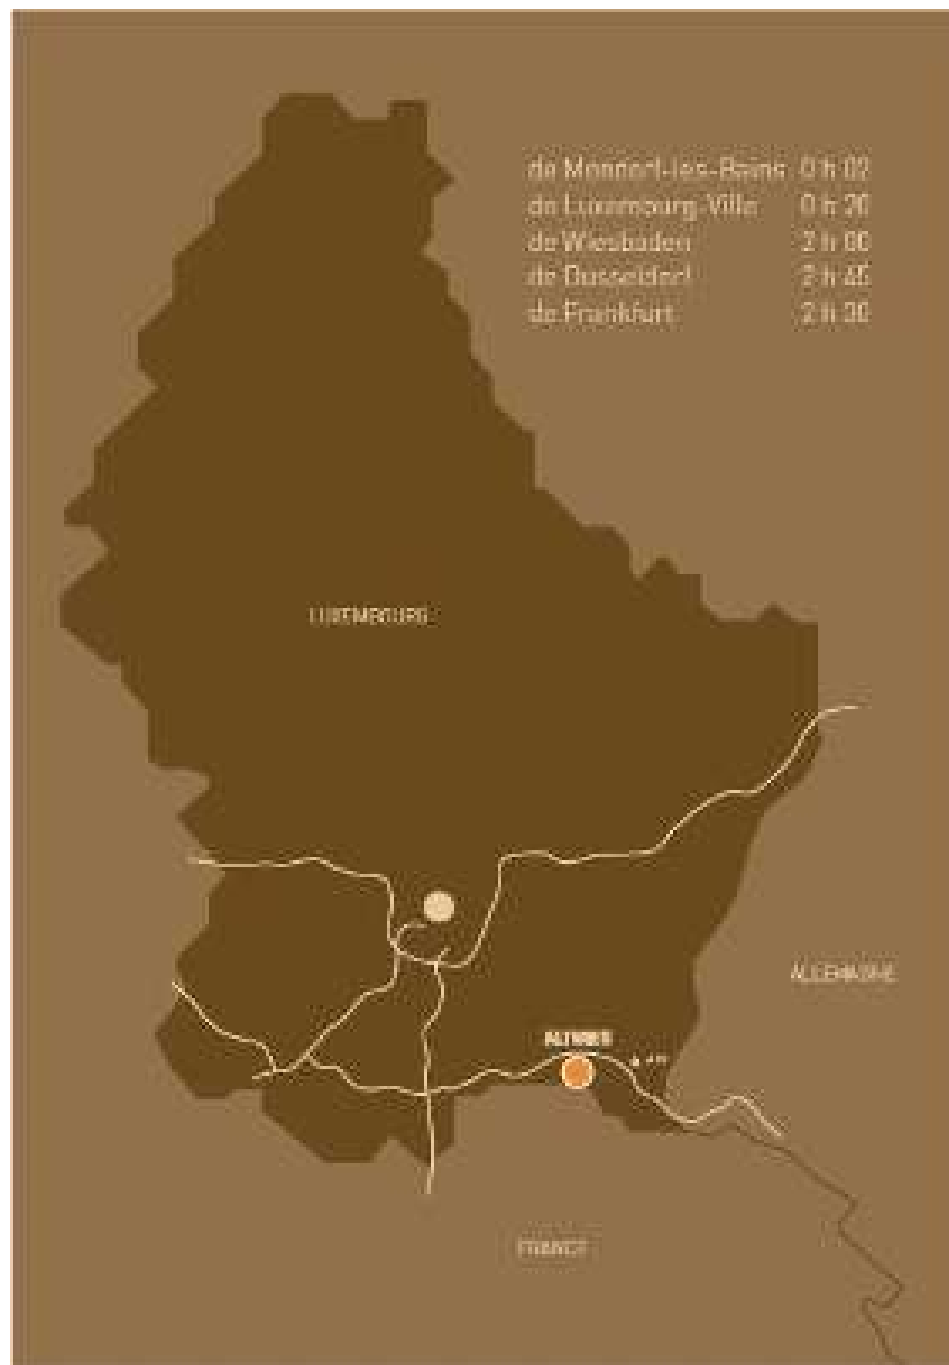 de Mondorf-les-Bains 0 h 02
de Luxembourg-Ville 0 h 20
de Wiesbaden 2 h 00
de Dusseldorf 2 h 45
de Frankfurt 2 h 30
LUXEMBOURG
ALLEMAGNE
FRANCE